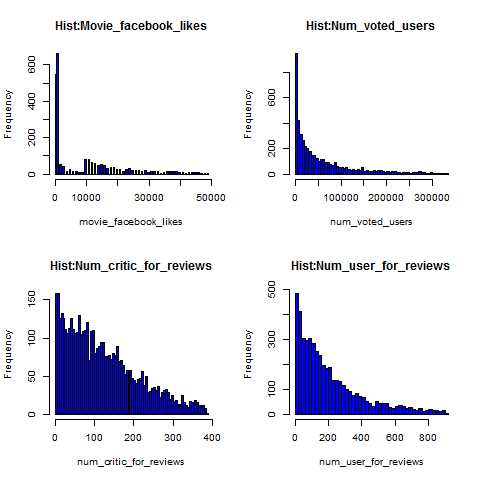 Hist:Movie_facebook_likes
Frequency
0 200 400 600
0 10000 30000 50000
movie_facebook_likes
Hist:Num_voted_users
Frequency
0 200 600
0 100000 200000 300000
num_voted_users
Hist:Num_critic_for_reviews
Frequency
0 50 100 150
0 100 200 300 400
num_critic_for_reviews
Hist:Num_user_for_reviews
Frequency
0 100 300 500
0 200 400 600 800
num_user_for_reviews